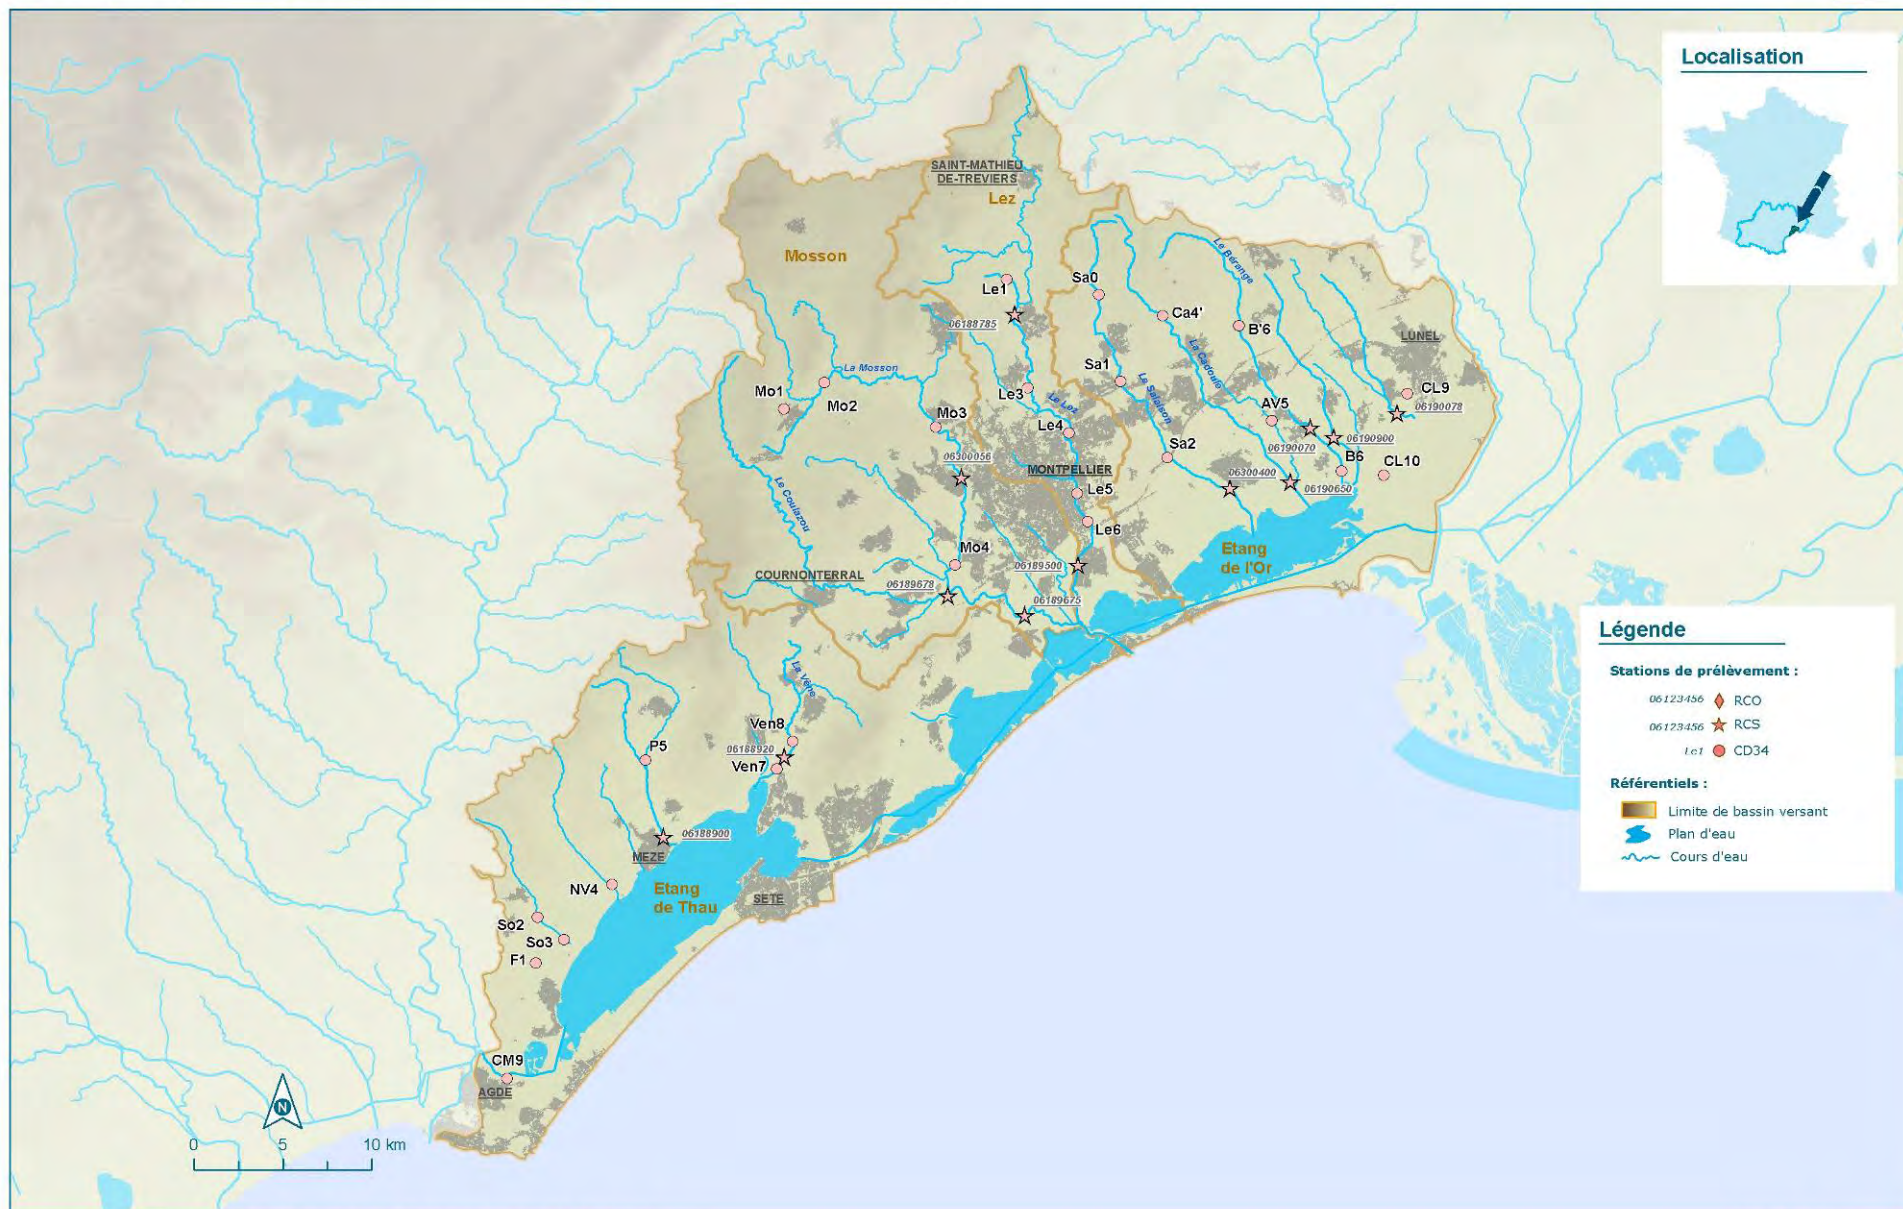 Localisation
SAINT-MATHIEU
DE-TREVIERS
Lez
Mosson
Le Bérange
Le1
Sa0
Ca4'
B'6
06188785
LUNEL
La Mosson
Sa1
La Cadoule
Mo1
Mo2
Le3
Le Lez
Le Salaison
CL9
06190078
Mo3
Le4
AV5
06190900
06190070
06300056
Sa2
MONTPELLIER
B6
CL10
06300400
06190650
Le Coulazou
Le5
Le6
Mo4
Etang
de l'Or
COURNONTERRAL
06189678
06189500
06189675
La Vène
Ven8
06188920
P5
Ven7
06188900
MEZE
NV4
Etang
de Thau
SETE
So2
So3
F1
CM9
AGDE
N
0 5 10 km
Légende
Stations de prélèvement :
06123456 RCO
06123456 RCS
Le1 CD34
Référentiels :
Limite de bassin versant
Plan d'eau
Cours d'eau